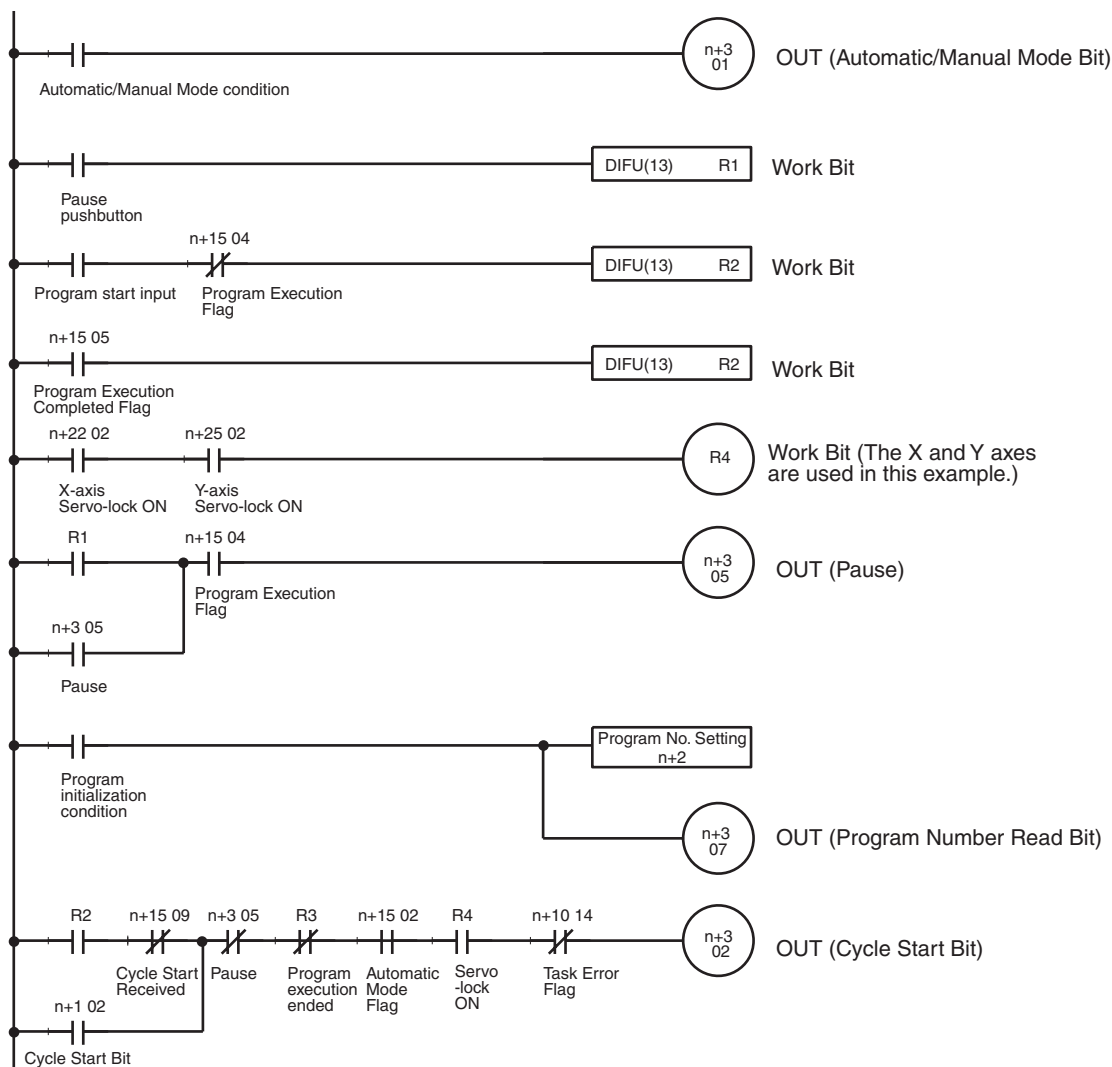 n+3
01
OUT (Automatic/Manual Mode Bit)
Automatic/Manual Mode condition
DIFU(13) R1
Work Bit
Pause
pushbutton
n+15 04
DIFU(13) R2
Work Bit
Program start input
Program Execution
Flag
n+15 05
DIFU(13) R2
Work Bit
Program Execution
Completed Flag
n+22 02
n+25 02
R4
Work Bit (The X and Y axes
are used in this example.)
X-axis
Servo-lock ON
Y-axis
Servo-lock ON
R1
n+15 04
n+3
05
OUT (Pause)
Program Execution
Flag
n+3 05
Pause
Program No. Setting
n+2
Program
initialization
condition
n+3
07
OUT (Program Number Read Bit)
R2
n+15 09
n+3 05
R3
n+15 02
R4
n+10 14
n+3
02
OUT (Cycle Start Bit)
Cycle Start
Received
Pause
Program
execution
ended
Automatic
Mode
Flag
Servo
-lock
ON
Task Error
Flag
n+1 02
Cycle Start Bit